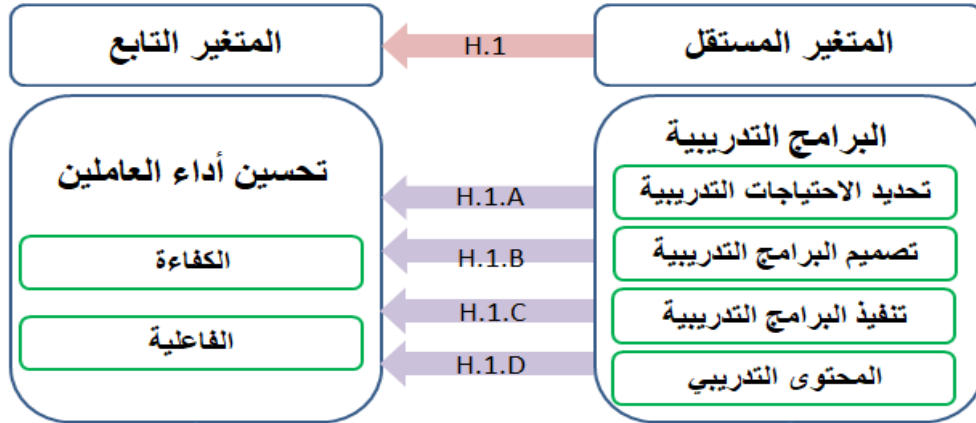 المتغير المستقل
H.1
المتغير التابع
البرامج التدريبية
تحديد الاحتياجات التدريبية
تصميم البرامج التدريبية
تنفيذ البرامج التدريبية
المحتوى التدريبي
H.1.A
H.1.B
H.1.C
H.1.D
تحسين أداء العاملين
الكفاءة
الفاعلية